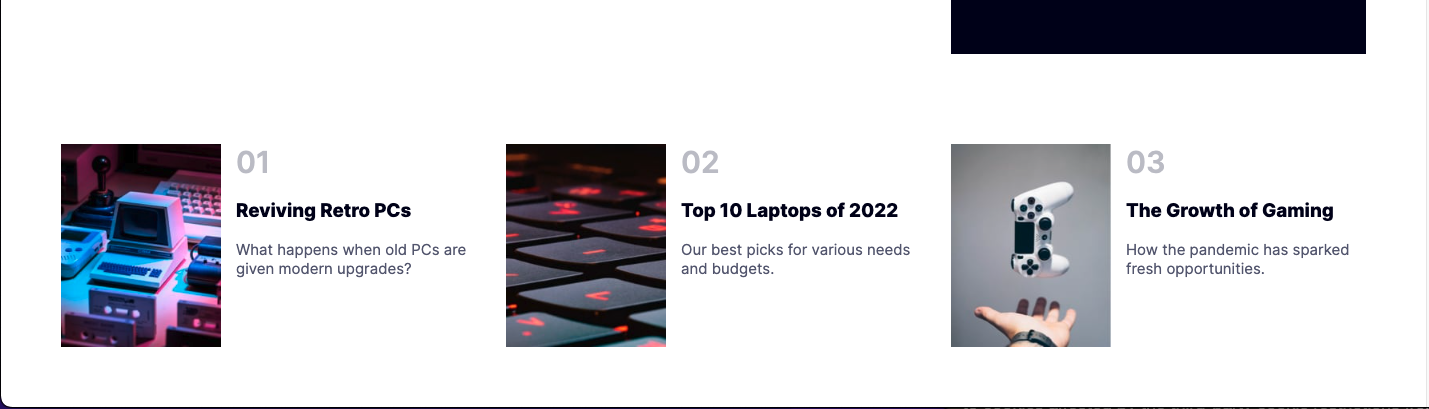 01
Reviving Retro PCs
What happens when old PCs are
given modern upgrades?
02
Top 10 Laptops of 2022
Our best picks for various needs
and budgets.
03
The Growth of Gaming
How the pandemic has sparked
fresh opportunities.